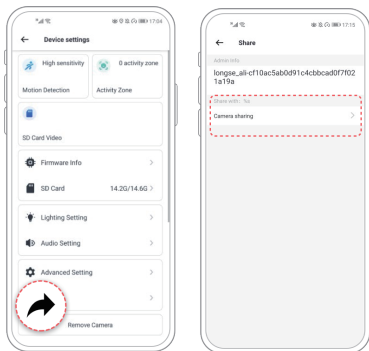 17:04
Device settings
High sensitivity
0 activity zone
Motion Detection
Activity Zone
SD Card Video
Firmware Info
SD Card 14.2G/14.6G
Lighting Setting
Audio Setting
Advanced Setting
Remove Camera
17:15
Share
Admin info
longse_ali-cf10ac5ab0d91c4cbbcad0f7f02
1a19a
Share with:
Camera sharing